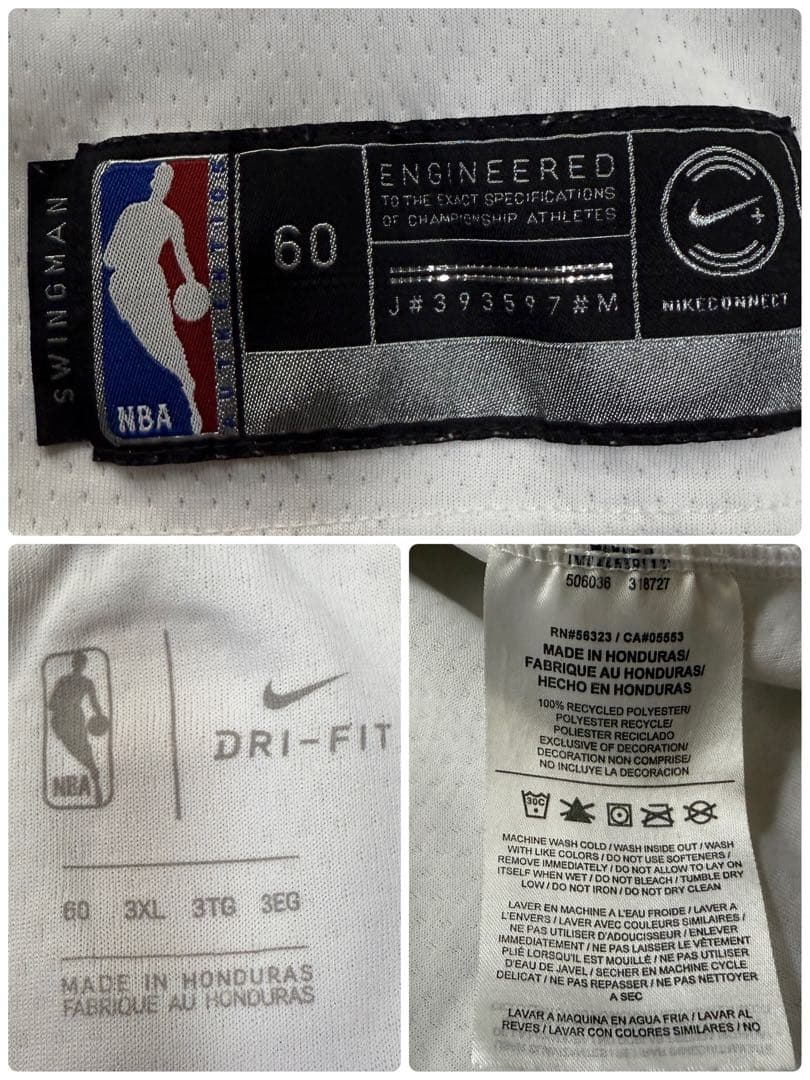 SWINGMAN
NBA
AUTHENTICS
60
ENGINEERED
TO THE EXACT SPECIFICATIONS
OF CHAMPIONSHIP ATHLETES
J#393597#M
NIKECONNECT
NBA
DRI-FIT
60 3XL 3TG 3EG
MADE IN HONDURAS
FABRIQUE AU HONDURAS
506036 318727
RN#56323 / CA#05553
MADE IN HONDURAS/
FABRIQUE AU HONDURAS/
HECHO EN HONDURAS
100% RECYCLED POLYESTER/
POLYESTER RECYCLE/
POLIESTER RECICLADO
EXCLUSIVE OF DECORATION/
DECORATION NON COMPRISE/
NO INCLUYE LA DECORACION
30C
MACHINE WASH COLD / WASH INSIDE OUT / WASH
WITH LIKE COLORS / DO NOT USE SOFTENERS /
REMOVE IMMEDIATELY / DO NOT ALLOW TO LAY ON
ITSELF WHEN WET / DO NOT BLEACH / TUMBLE DRY
LOW / DO NOT IRON / DO NOT DRY CLEAN
LAVER EN MACHINE A L'EAU FROIDE / LAVER A
L'ENVERS / LAVER AVEC COULEURS SIMILAIRES /
NE PAS UTILISER D'ADOUCISSEUR / ENLEVER
IMMEDIATEMENT / NE PAS LAISSER LE VÊTEMENT
PLIÉ LORSQU'IL EST MOUILLÉ / NE PAS UTILISER
D'EAU DE JAVEL / SECHER EN MACHINE CYCLE
DELICAT / NE PAS REPASSER / NE PAS NETTOYER
A SEC
LAVAR A MAQUINA EN AGUA FRIA / LAVAR AL
REVES / LAVAR CON COLORES SIMILARES / NO